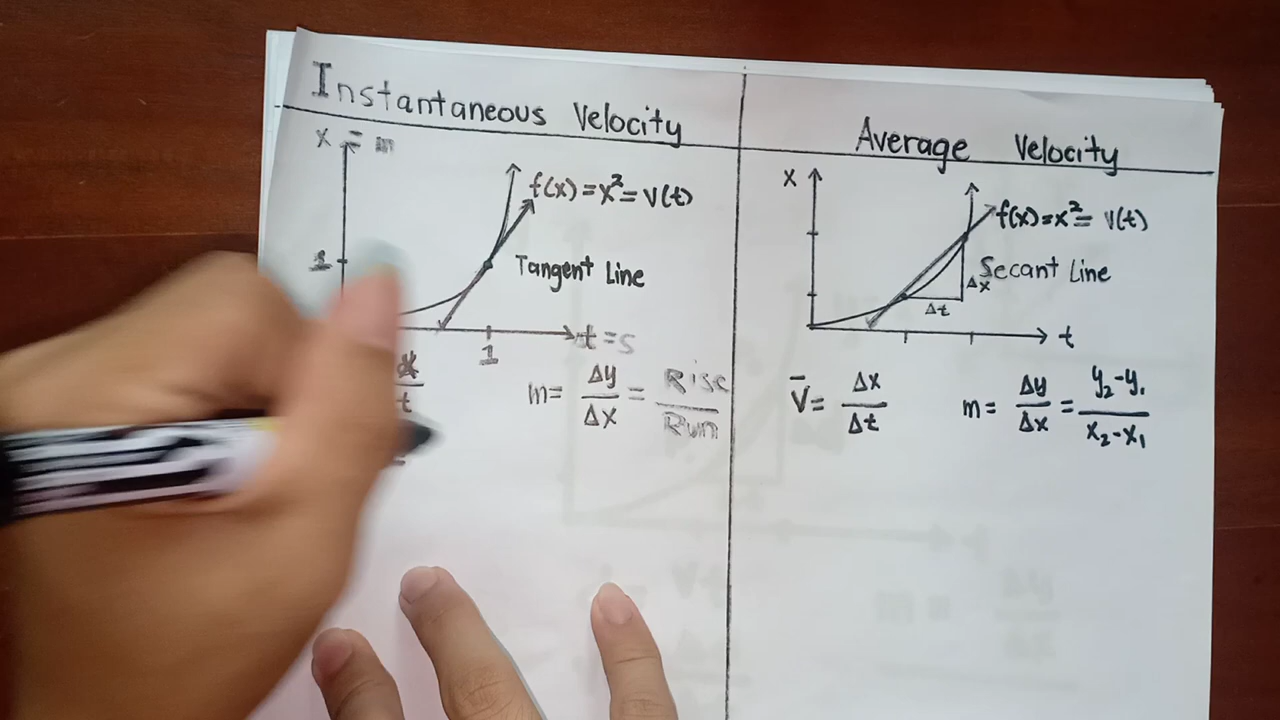 Instantaneous Velocity
x = m
f(x)=x²=v(t)
1
Tangent Line
1
t=s
t
m= Δy/Δx = Rise/Run
Average Velocity
x
f(x)=x²= v(t)
Secant Line
Δx
Δt
t
V̅= Δx/Δt
m= Δy/Δx = y₂-y₁/x₂-x₁